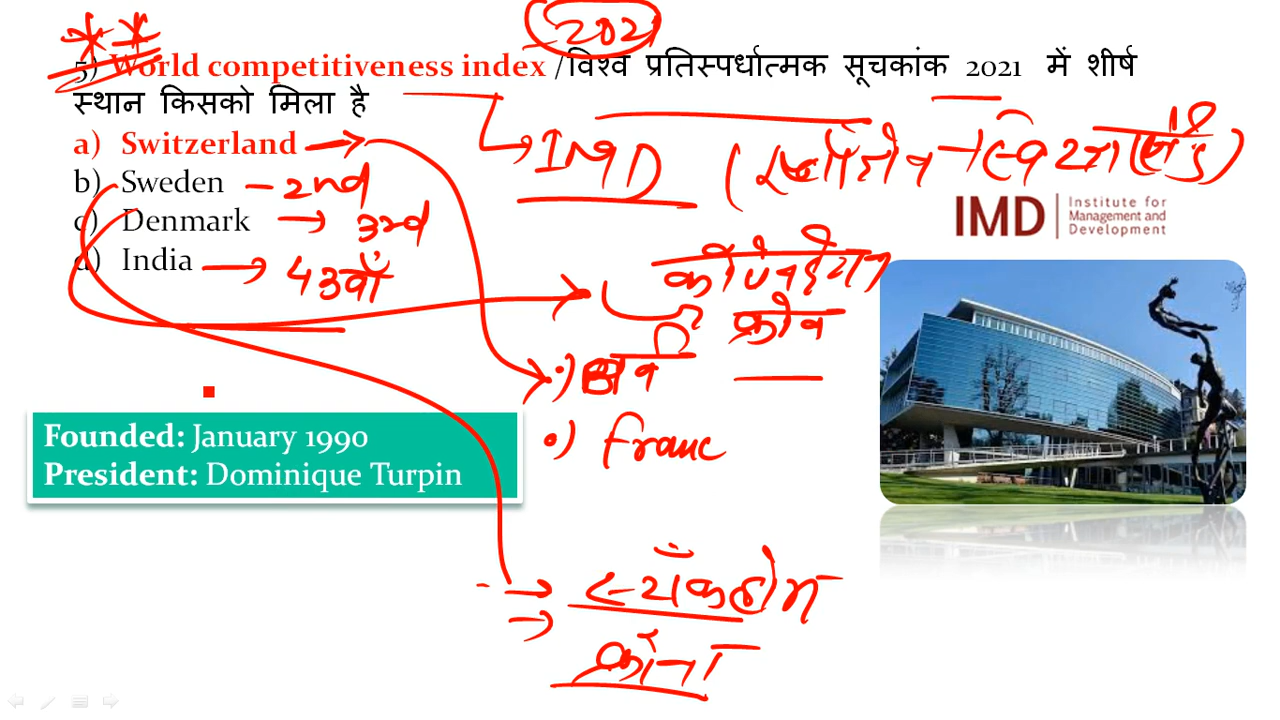 2021
5) World competitiveness index /विश्व प्रतिस्पर्धात्मक सूचकांक 2021 में शीर्ष
स्थान किसको मिला है
a) Switzerland
b) Sweden – 2nd
c) Denmark → 3rd
d) India → 43वाँ
IMD
IMD | Institute for
Management and
Development
कोपेनहेगन
क्रोन
बर्न
Franc
Founded: January 1990
President: Dominique Turpin
स्टॉकहोम
क्रोना